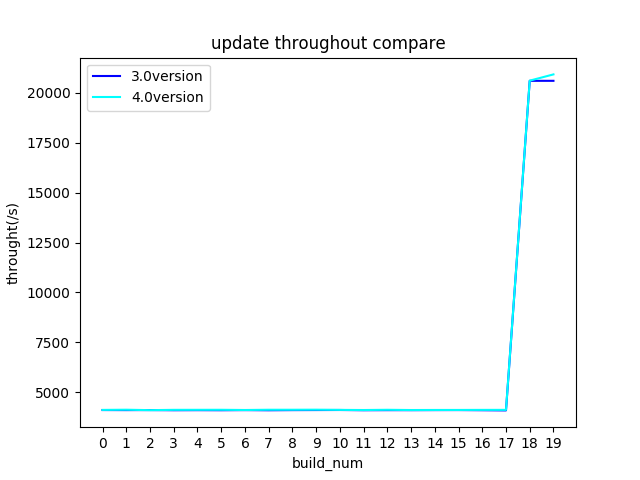 update throughout compare
3.0version
4.0version
throught(/s)
20000
17500
15000
12500
10000
7500
5000
0 1 2 3 4 5 6 7 8 9 10 11 12 13 14 15 16 17 18 19
build_num